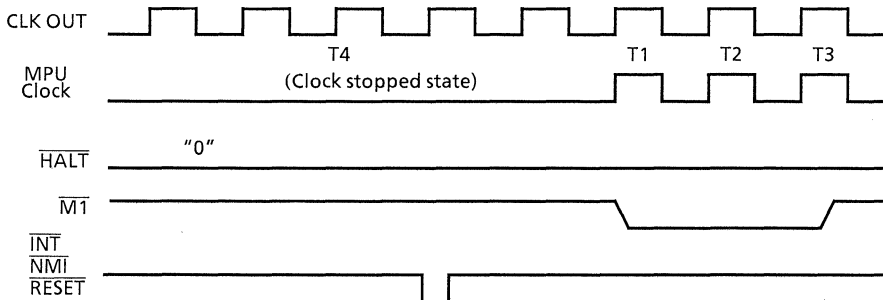 CLK OUT
T4 T1 T2 T3
MPU
Clock
(Clock stopped state)
"0"
HALT
M1
INT
NMI
RESET